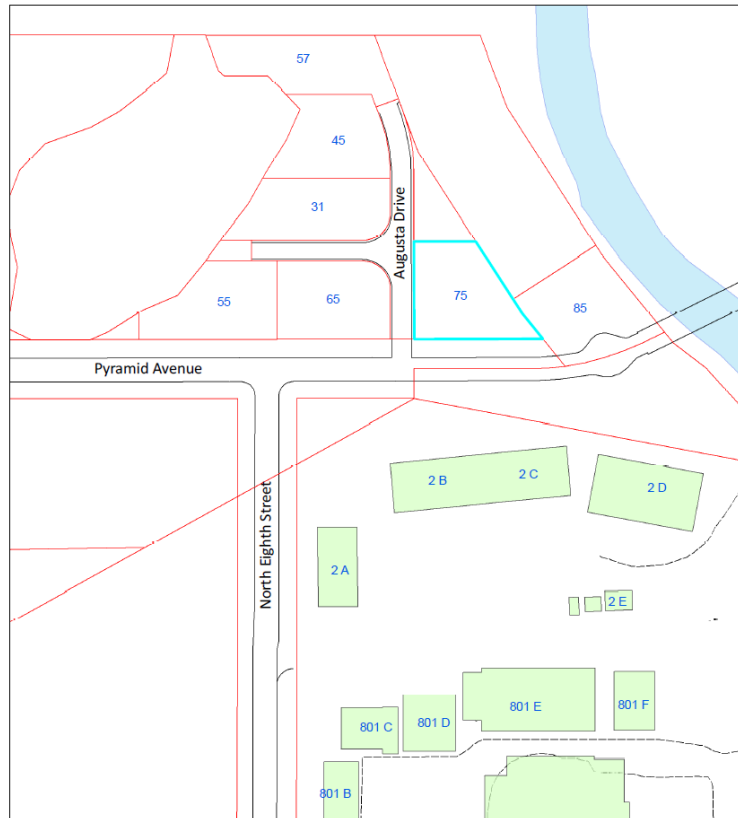 57
45
31
Augusta Drive
55
65
75
85
Pyramid Avenue
2 B
2 C
2 D
North Eighth Street
2 A
2 E
801 C
801 D
801 E
801 F
801 B